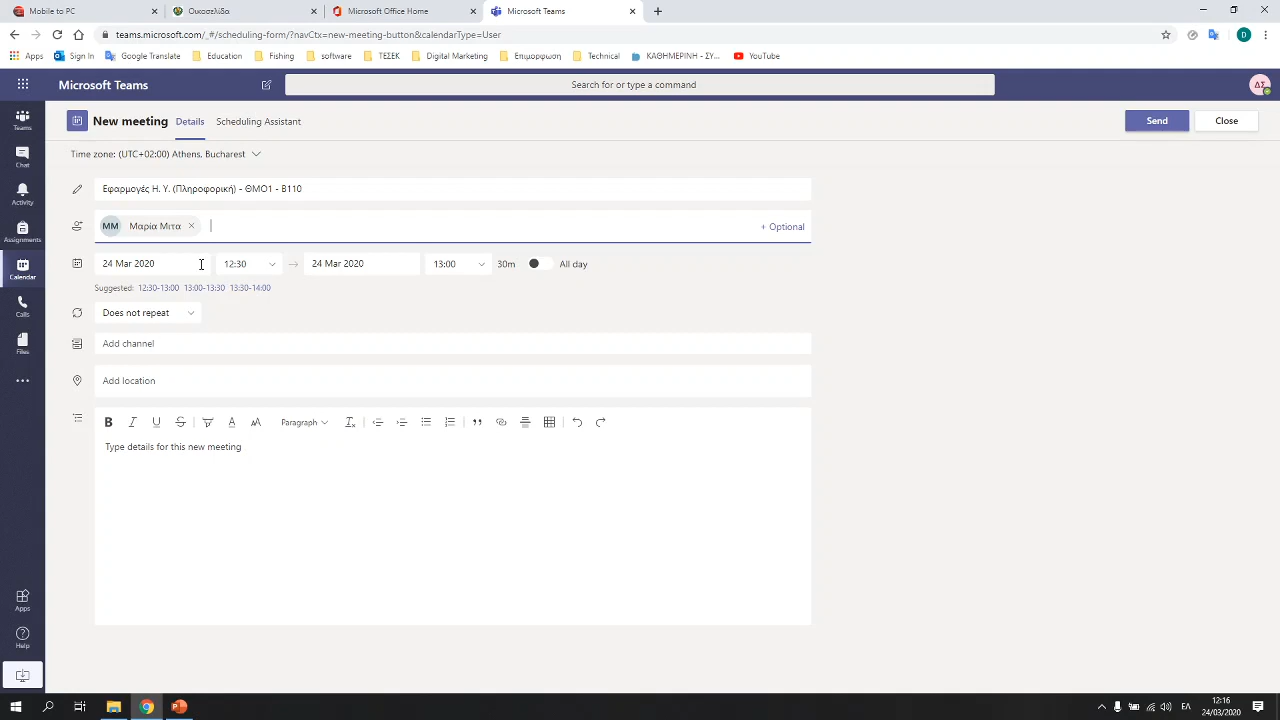 Mobile to PC
Οικοσελίδα
Microsoft Office Home
Microsoft Teams
teams.microsoft.com/_#/scheduling-form/?navCtx=new-meeting-button&calendarType=User
D
Apps Sign In Google Translate Education Fishing software ΤΕΣΕΚ Digital Marketing Επιμορφωση Technical ΚΑΘΗΜΕΡΙΝΗ - ΣΥ... YouTube
Microsoft Teams
Search for or type a command
ΔΣ
Teams
Chat
Activity
Assignments
Calendar
Calls
Files
Apps
Help
New meeting Details Scheduling Assistant
Send Close
Time zone: (UTC+02:00) Athens, Bucharest
Εφαρμογές Η. Υ. (Πληροφορική) - ΘΜΟ1 - Β110
MM Μαρία Μιτα + Optional
24 Mar 2020 12:30 → 24 Mar 2020 13:00 30m All day
Suggested: 12:30-13:00 13:00-13:30 13:30-14:00
Does not repeat
Add channel
Add location
B I U S A AA Paragraph
Type details for this new meeting
ΕΛ
12:16
24/03/2020